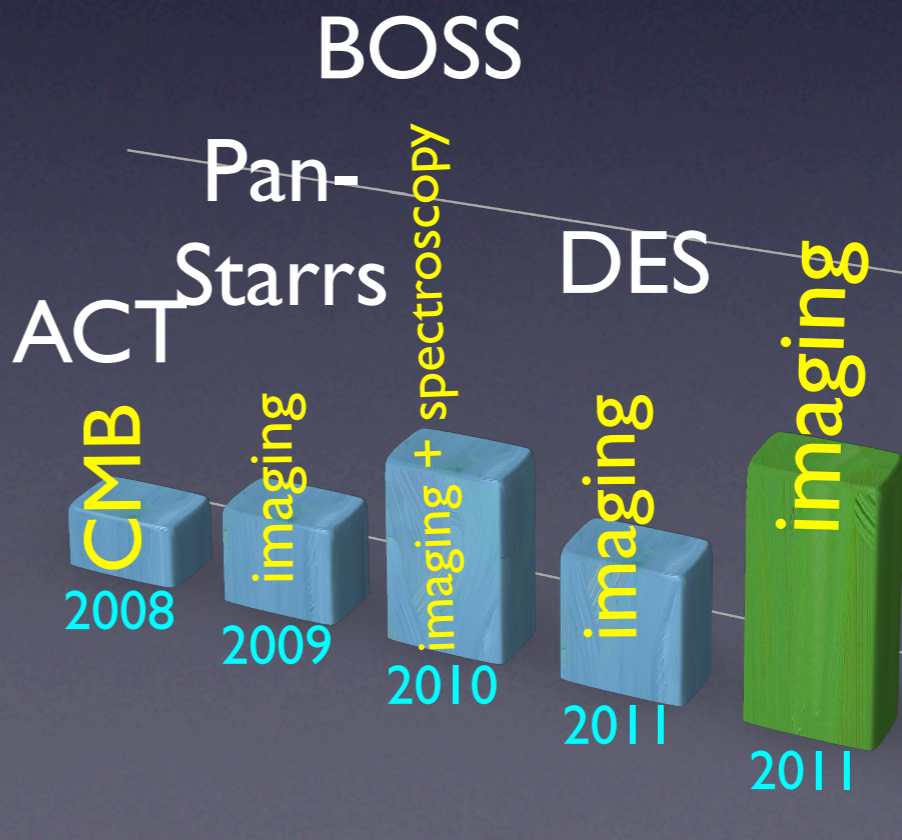 BOSS
Pan-
Starrs
ACT
DES
CMB
imaging
imaging + spectroscopy
imaging
imaging
2008
2009
2010
2011
2011